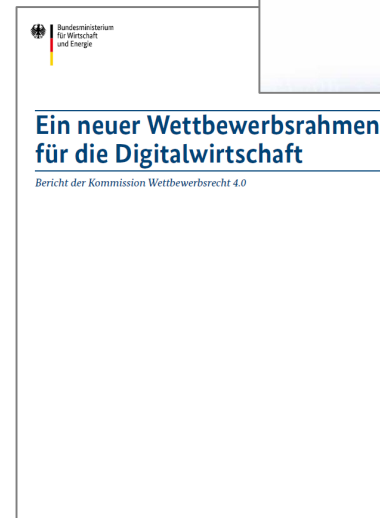 Bundesministerium
für Wirtschaft
und Energie
Ein neuer Wettbewerbsrahmen
für die Digitalwirtschaft
Bericht der Kommission Wettbewerbsrecht 4.0